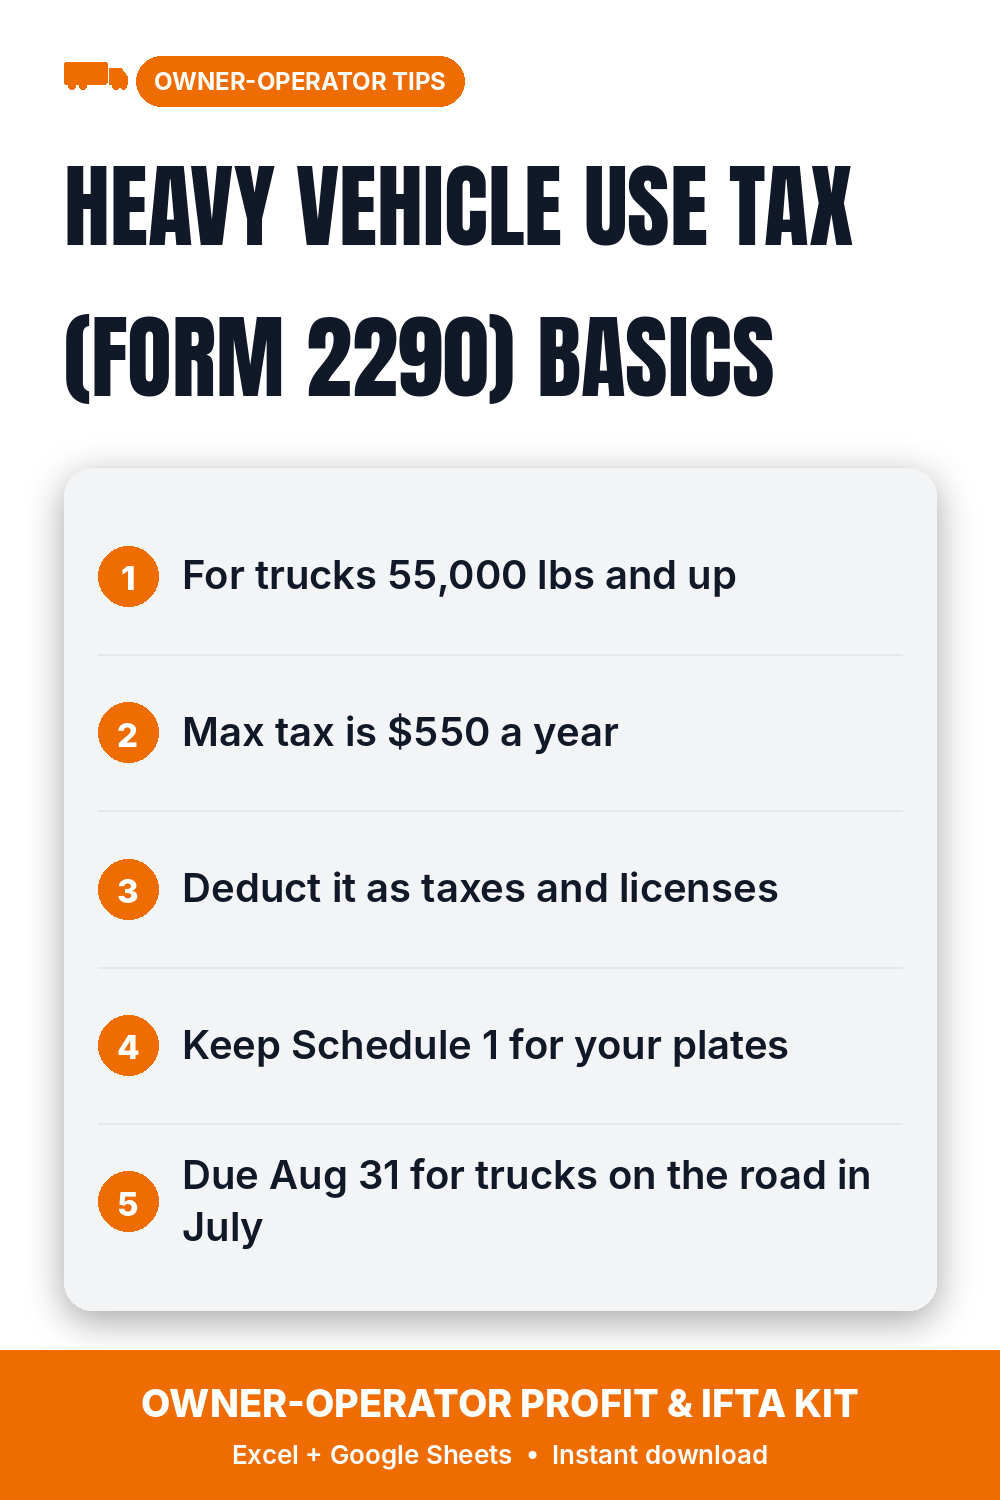 OWNER-OPERATOR TIPS
HEAVY VEHICLE USE TAX
(FORM 2290) BASICS
1 For trucks 55,000 lbs and up
2 Max tax is $550 a year
3 Deduct it as taxes and licenses
4 Keep Schedule 1 for your plates
5 Due Aug 31 for trucks on the road in
July
OWNER-OPERATOR PROFIT & IFTA KIT
Excel + Google Sheets • Instant download